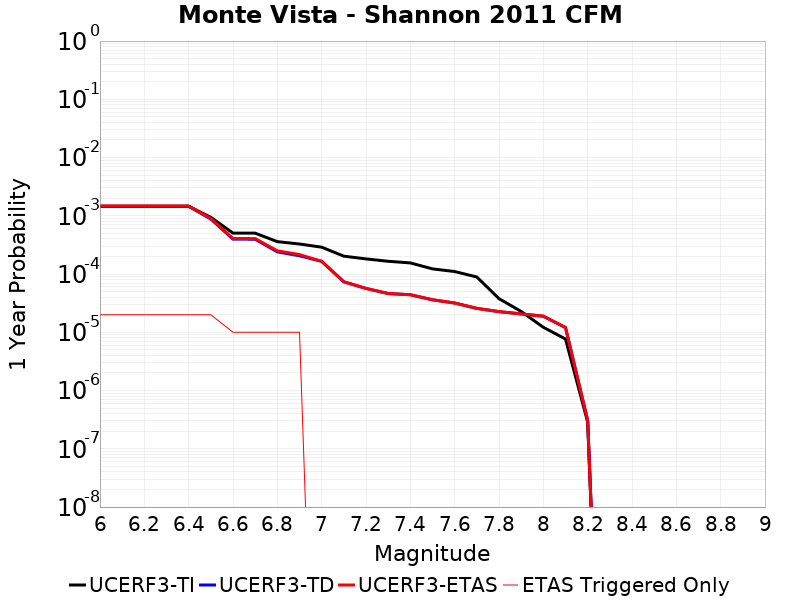 Monte Vista - Shannon 2011 CFM
10^0
10^-1
10^-2
10^-3
10^-4
10^-5
10^-6
10^-7
10^-8
1 Year Probability
6 6.2 6.4 6.6 6.8 7 7.2 7.4 7.6 7.8 8 8.2 8.4 8.6 8.8 9
Magnitude
UCERF3-TI UCERF3-TD UCERF3-ETAS ETAS Triggered Only